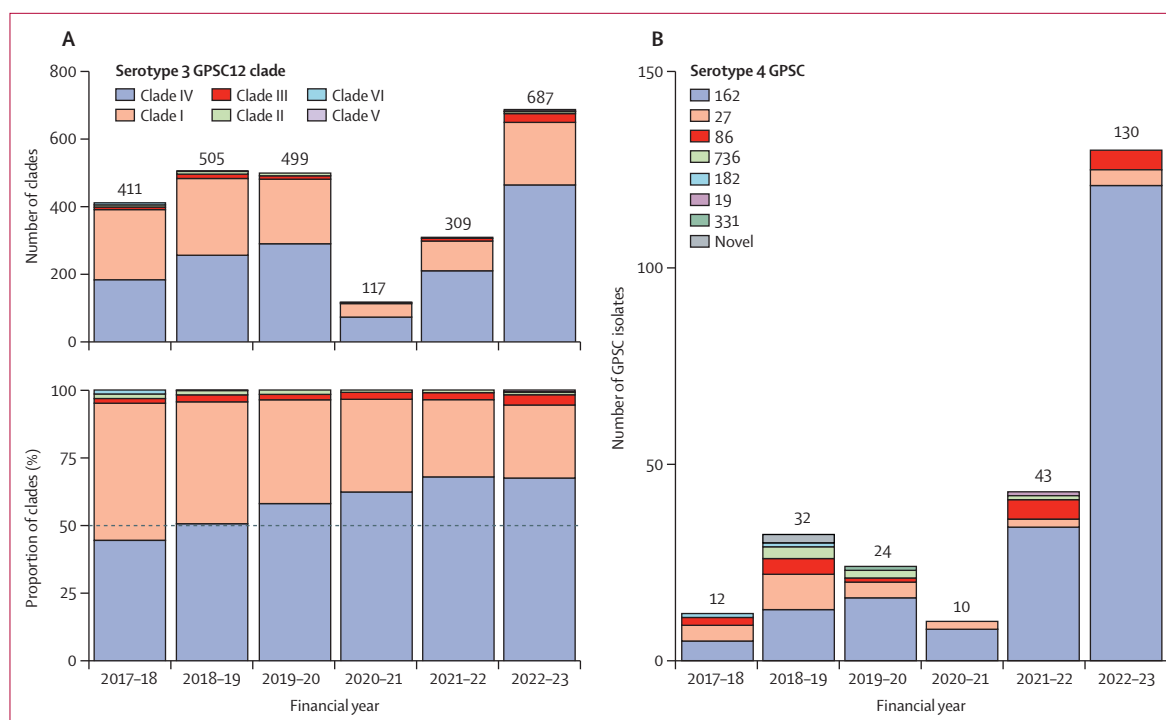 A
Serotype 3 GPSC12 clade
Clade IV Clade III Clade VI
Clade I Clade II Clade V
Number of clades
800
600
400
200
0
411
505
499
117
309
687
Proportion of clades (%)
100
75
50
25
0
2017–18 2018–19 2019–20 2020–21 2021–22 2022–23
Financial year
B
Serotype 4 GPSC
162
27
86
736
182
19
331
Novel
Number of GPSC isolates
150
100
50
0
12
32
24
10
43
130
2017–18 2018–19 2019–20 2020–21 2021–22 2022–23
Financial year